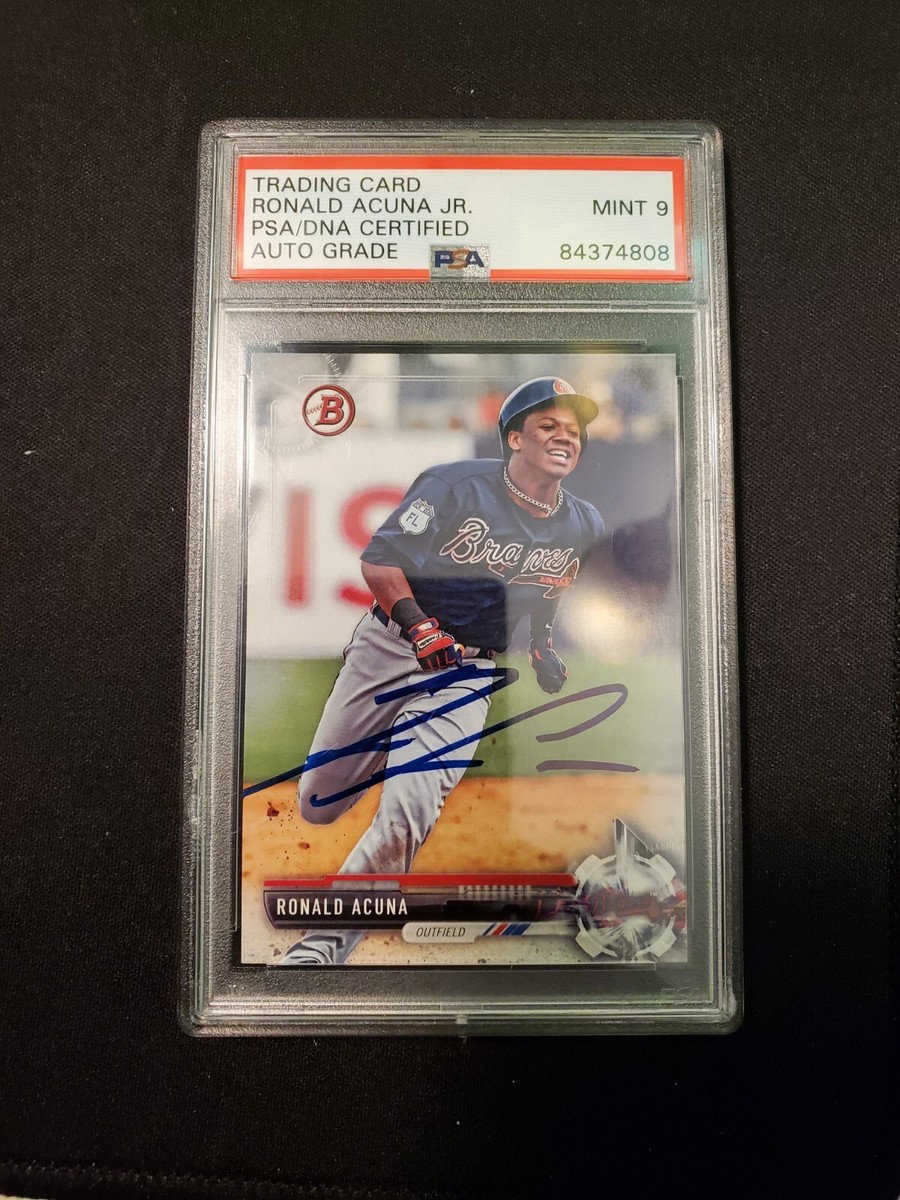 TRADING CARD
RONALD ACUNA JR. MINT 9
PSA/DNA CERTIFIED
AUTO GRADE PSA 84374808
B
IS
FL
Braves
RONALD ACUNA
OUTFIELD